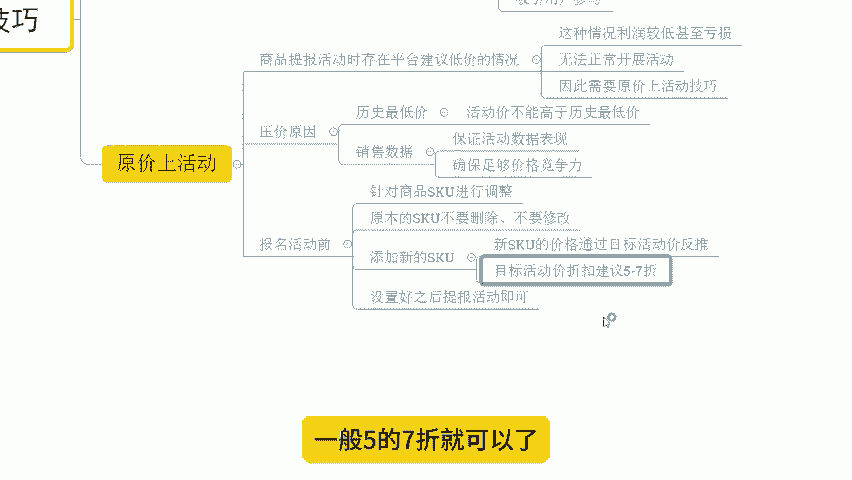 技巧
这种情况利润较低甚至亏损
商品提报活动时存在平台建议低价的情况
无法正常开展活动
因此需要原价上活动技巧
历史最低价
活动价不能高于历史最低价
压价原因
保证活动数据表现
销售数据
确保足够价格竞争力
原价上活动
针对商品SKU进行调整
原本的SKU不要删除、不要修改
报名活动前
新SKU的价格通过目标活动价反推
添加新的SKU
目标活动价折扣建议5-7折
设置好之后提报活动即可
一般5的7折就可以了